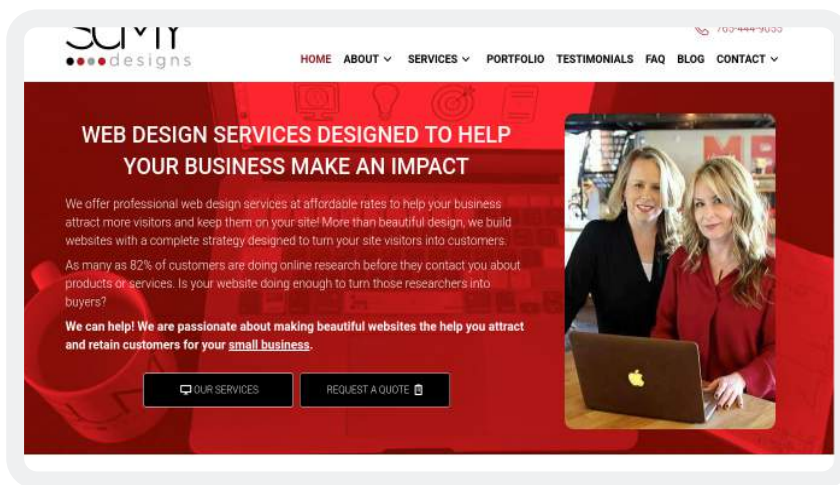 designs
HOME ABOUT SERVICES PORTFOLIO TESTIMONIALS FAQ BLOG CONTACT
WEB DESIGN SERVICES DESIGNED TO HELP
YOUR BUSINESS MAKE AN IMPACT
We offer professional web design services at affordable rates to help your business
attract more visitors and keep them on your site! More than beautiful design, we build
websites with a complete strategy designed to turn your site visitors into customers.
As many as 82% of customers are doing online research before they contact you about
products or services. Is your website doing enough to turn those researchers into
buyers?
We can help! We are passionate about making beautiful websites the help you attract
and retain customers for your small business.
OUR SERVICES REQUEST A QUOTE